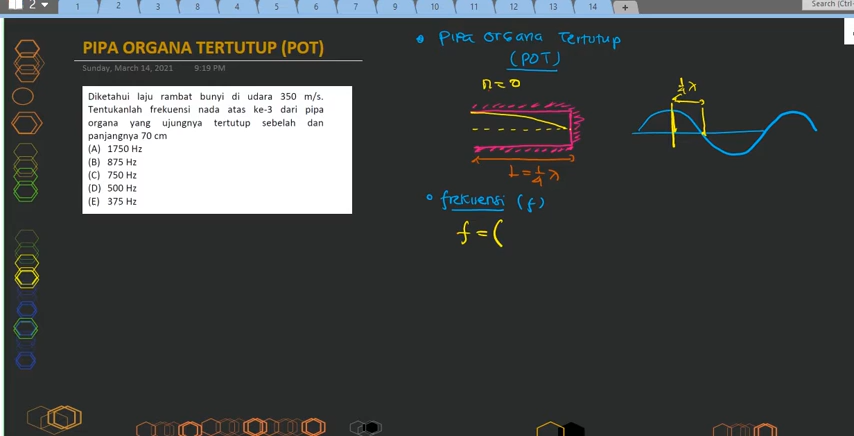 2
1 2 3 8 4 5 6 7 9 10 11 12 13 14 +
Search (Ctrl
PIPA ORGANA TERTUTUP (POT)
Sunday, March 14, 2021 9:19 PM
Diketahui laju rambat bunyi di udara 350 m/s.
Tentukanlah frekuensi nada atas ke-3 dari pipa
organa yang ujungnya tertutup sebelah dan
panjangnya 70 cm
(A) 1750 Hz
(B) 875 Hz
(C) 750 Hz
(D) 500 Hz
(E) 375 Hz
Pipa Organa Tertutup
(POT)
n=0
1/4 λ
L = 1/4 λ
frekuensi (f)
f = (